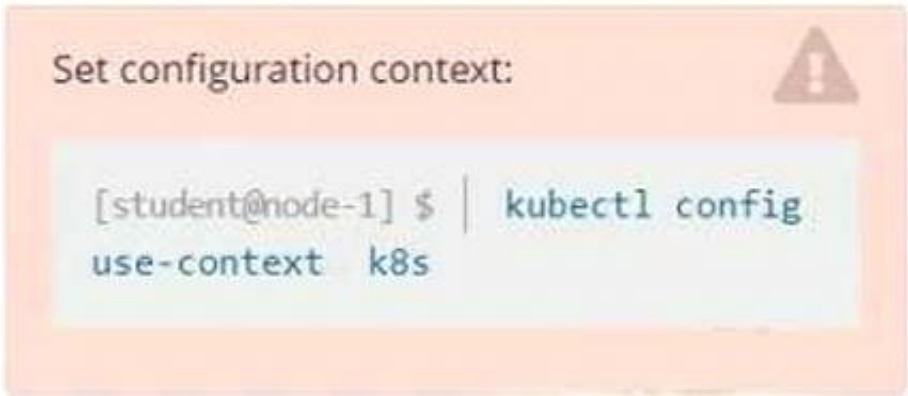 Set configuration context:
[student@node-1] $ | kubectl config
use-context k8s